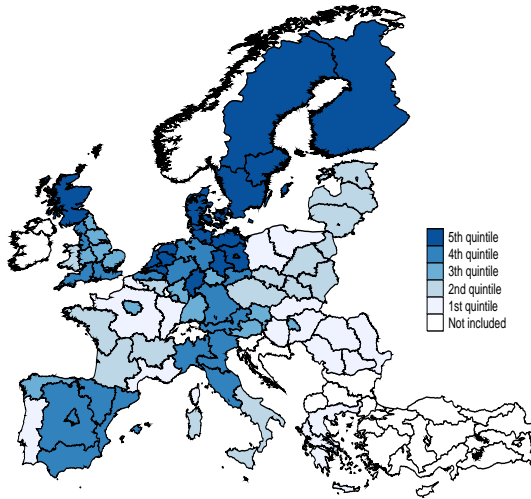 5th quintile
4th quintile
3th quintile
2nd quintile
1st quintile
Not included